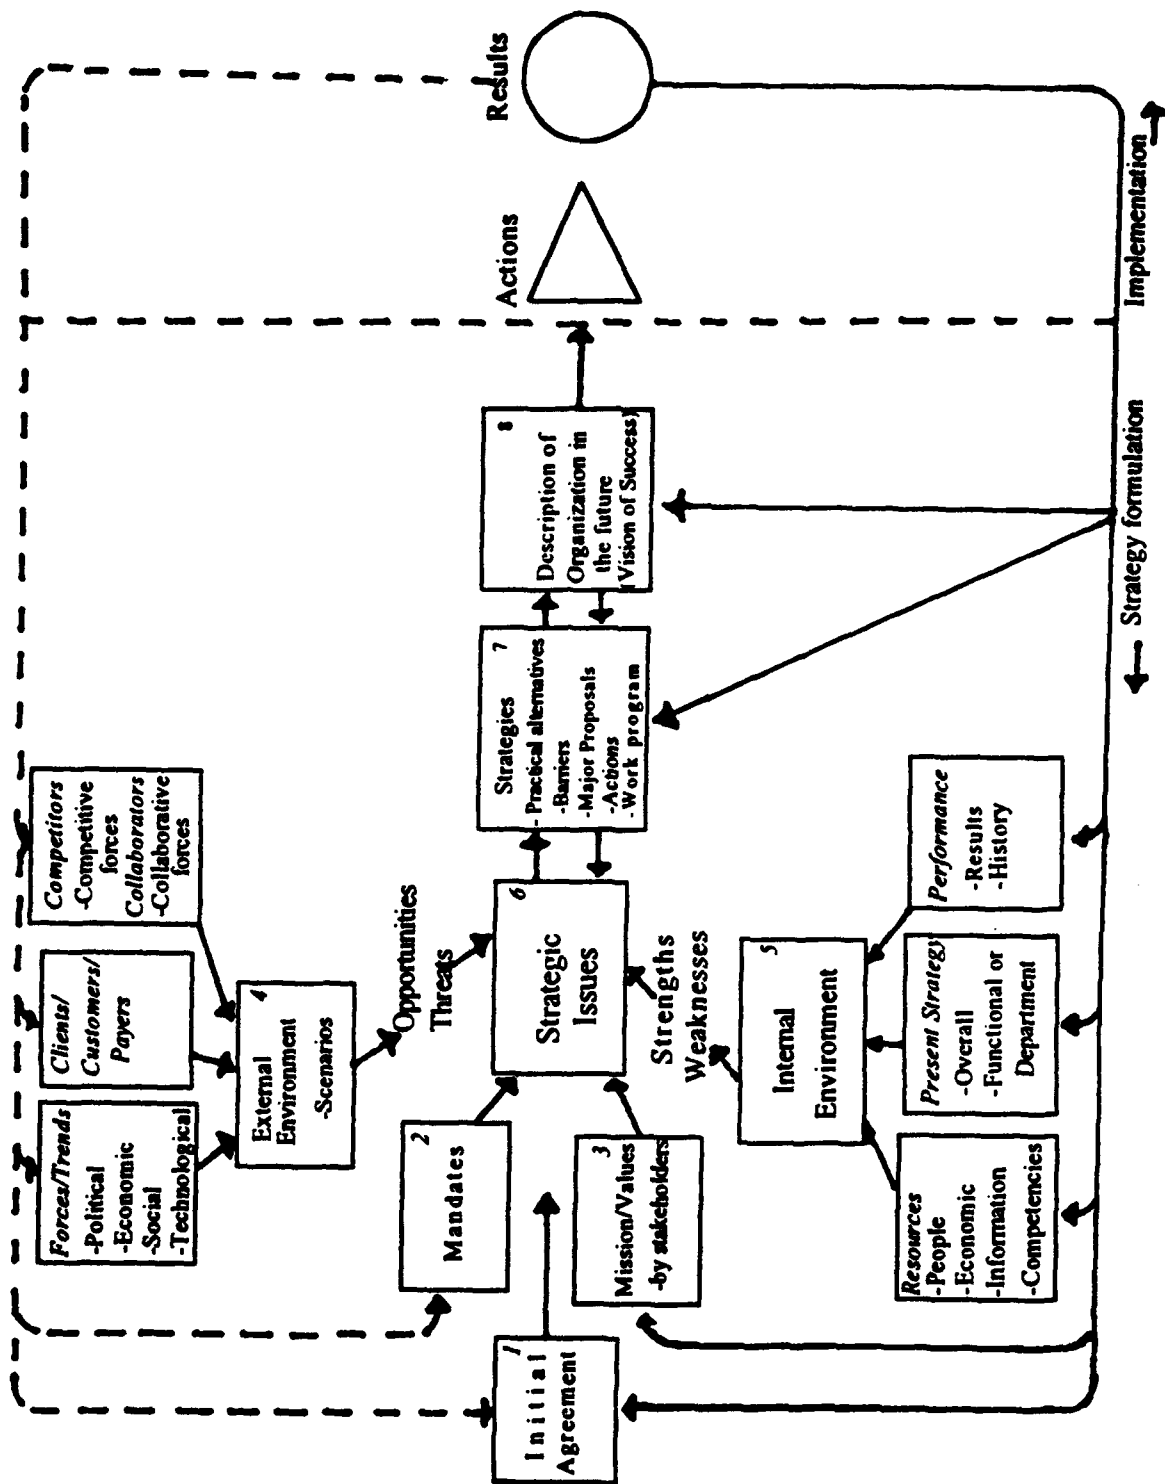 Forces/Trends
-Political
-Economic
-Social
-Technological
Clients/
Customers/
Payers
Competitors
-Competitive
forces
Collaborators
-Collaborative
forces
4
External
Environment
-Scenarios
Opportunities
Threats
1
Initial
Agreement
2
Mandates
3
Mission/Values
-by stakeholders
6
Strategic
Issues
7
Strategies
-Practical alternatives
-Barriers
-Major Proposals
-Actions
-Work program
8
Description of
Organization in
the future
(Vision of Success)
Actions
Results
Strengths
Weaknesses
5
Internal
Environment
Resources
-People
-Economic
-Information
-Competencies
Present Strategy
-Overall
-Functional or
Department
Performance
-Results
-History
Strategy formulation
Implementation